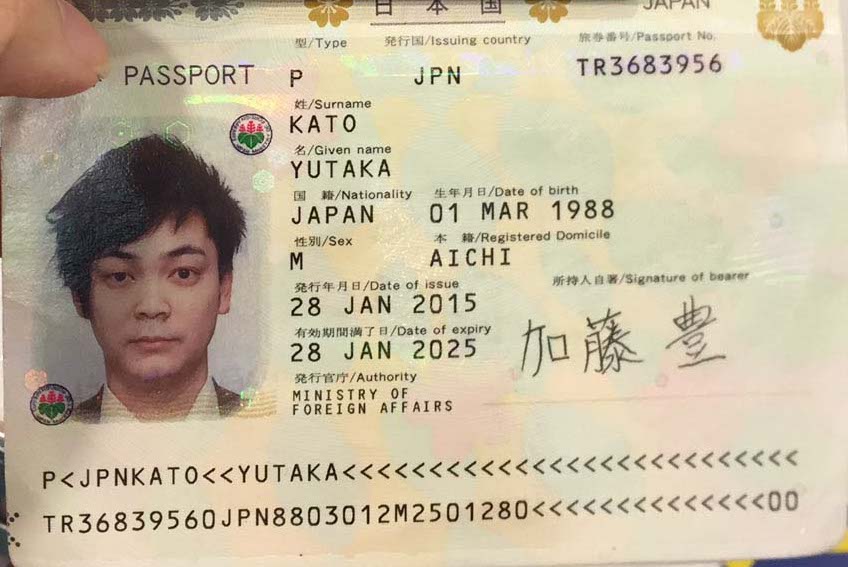 日本国
JAPAN
型/Type
発行国/Issuing country
旅券番号/Passport No.
PASSPORT
P
JPN
TR3683956
姓/Surname
KATO
名/Given name
YUTAKA
国 籍/Nationality
生年月日/Date of birth
JAPAN
01 MAR 1988
性別/Sex
本 籍/Registered Domicile
M
AICHI
発行年月日/Date of issue
所持人自署/Signature of bearer
28 JAN 2015
有効期間満了日/Date of expiry
28 JAN 2025
加藤 豊
発行官庁/Authority
MINISTRY OF
FOREIGN AFFAIRS
P<JPNKATO<<YUTAKA<<<<<<<<<<<<<<<<<<<<<<<<<<<
TR36839560JPN8803012M2501280<<<<<<<<<<<<<<00